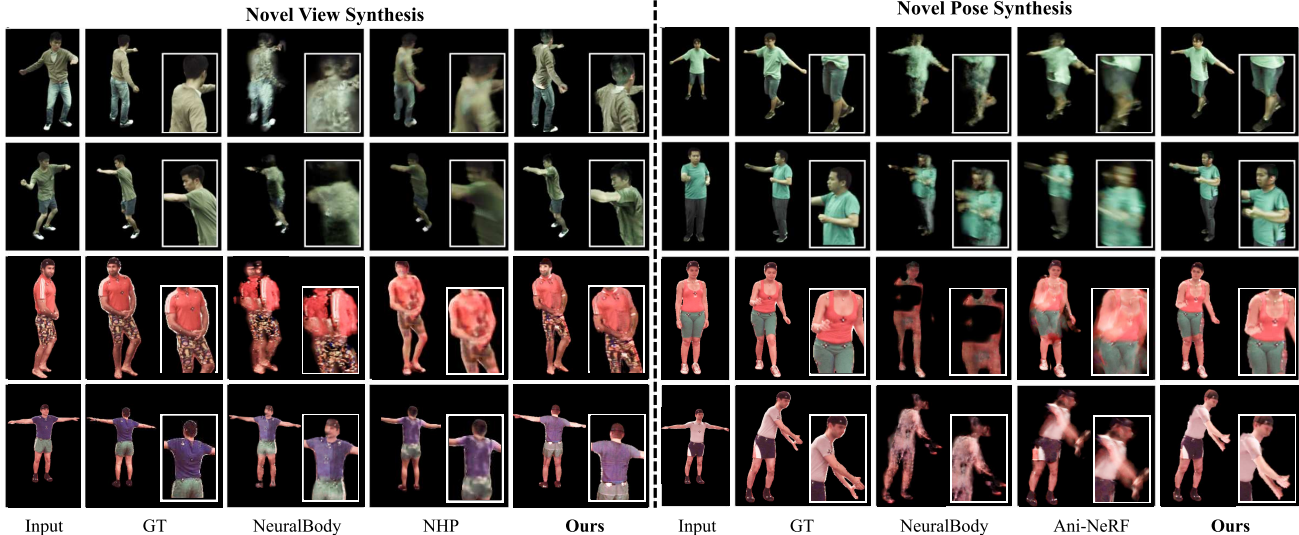 Novel View Synthesis
Novel Pose Synthesis
Input GT NeuralBody NHP Ours
Input GT NeuralBody Ani-NeRF Ours